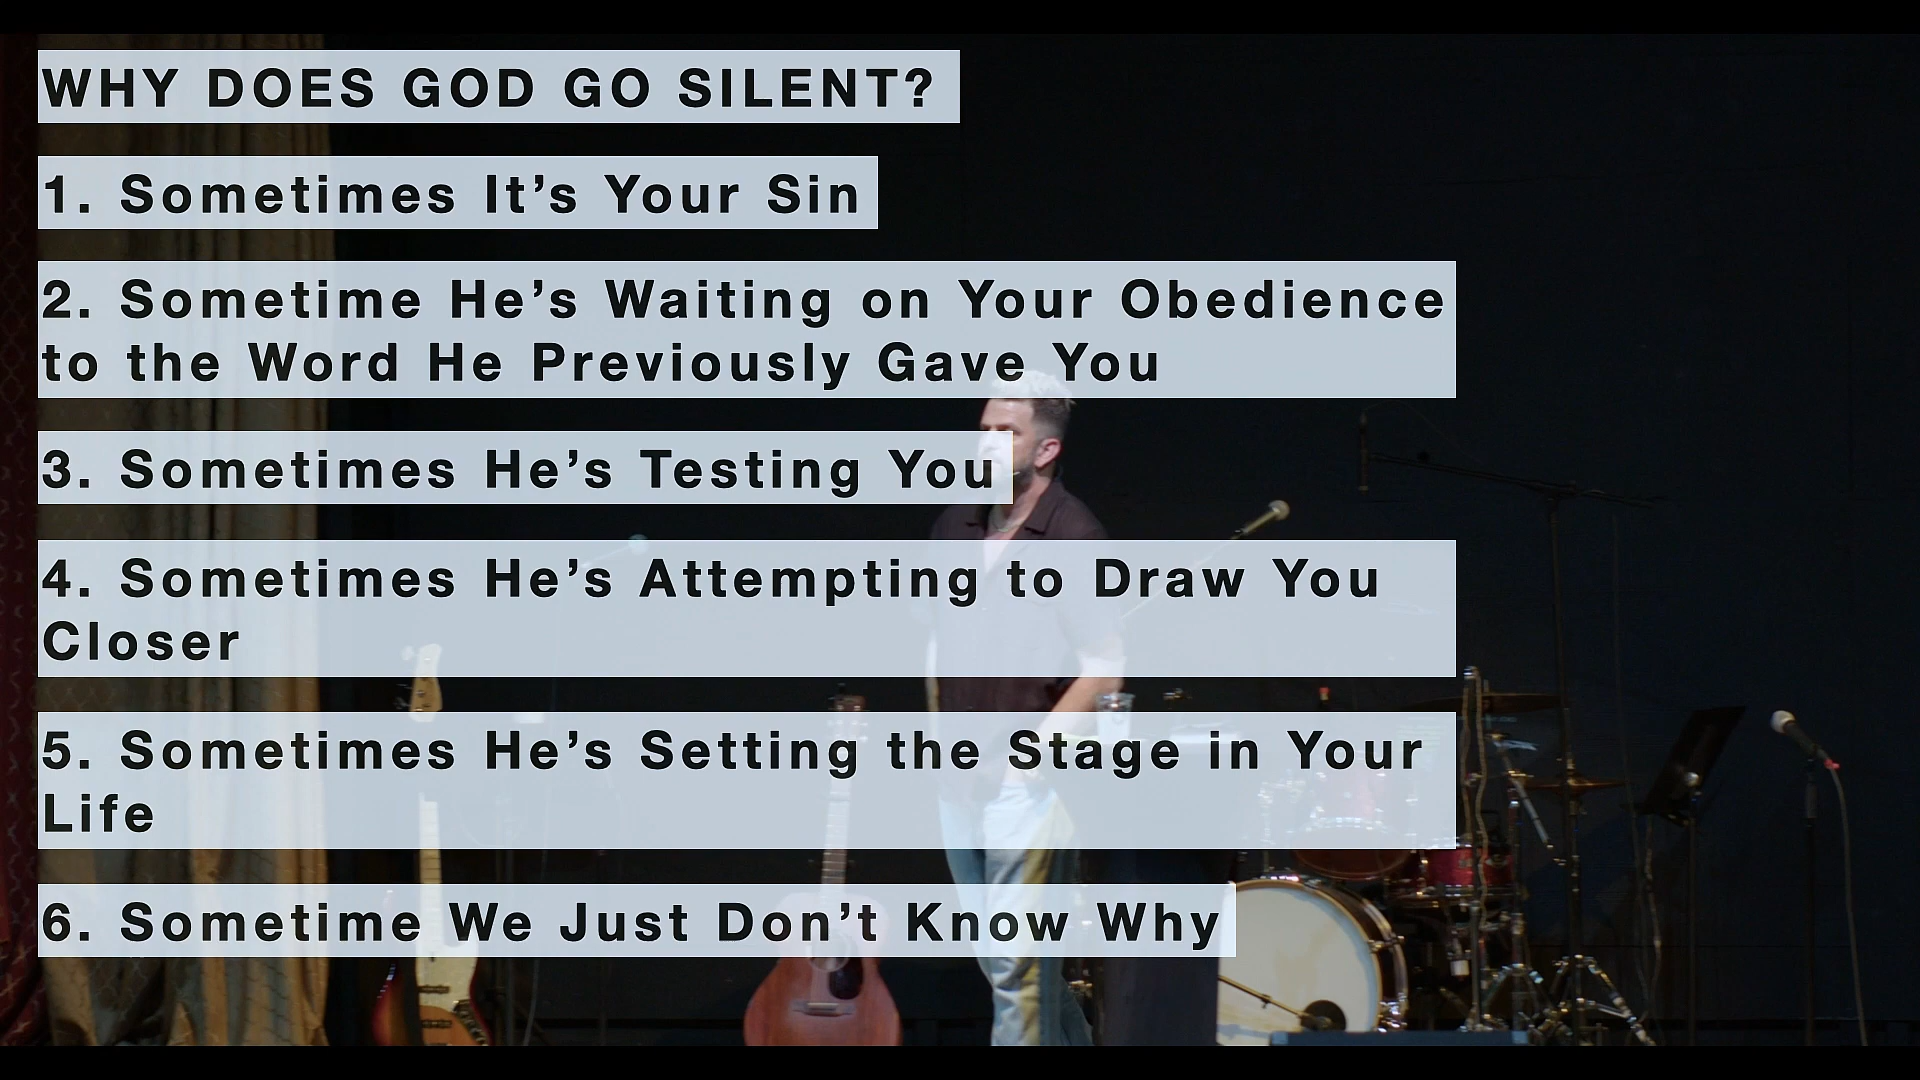 WHY DOES GOD GO SILENT?
1. Sometimes It’s Your Sin
2. Sometime He’s Waiting on Your Obedience
to the Word He Previously Gave You
3. Sometimes He’s Testing You
4. Sometimes He’s Attempting to Draw You
Closer
5. Sometimes He’s Setting the Stage in Your
Life
6. Sometime We Just Don’t Know Why